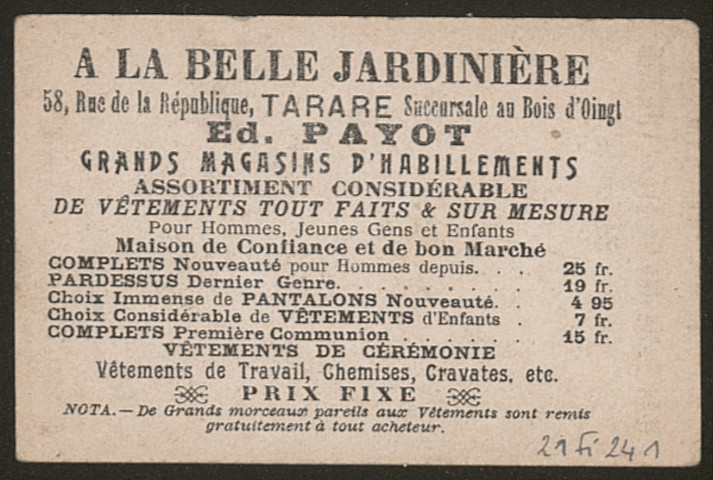 A LA BELLE JARDINIÈRE
58, Rue de la République, TARARE Succursale au Bois d'Oingt
Ed. PAYOT
GRANDS MAGASINS D'HABILLEMENTS
ASSORTIMENT CONSIDÉRABLE
DE VÊTEMENTS TOUT FAITS & SUR MESURE
Pour Hommes, Jeunes Gens et Enfants
Maison de Confiance et de bon Marché
COMPLETS Nouveauté pour Hommes depuis. . . 25 fr.
PARDESSUS Dernier Genre. . . . . . . . . 19 fr.
Choix Immense de PANTALONS Nouveauté. . 4 95
Choix Considérable de VÊTEMENTS d'Enfants . 7 fr.
COMPLETS Première Communion . . . . . . . 15 fr.
VÊTEMENTS DE CÉRÉMONIE
Vêtements de Travail, Chemises, Cravates, etc.
PRIX FIXE
NOTA. — De Grands morceaux pareils aux Vêtements sont remis
gratuitement à tout acheteur.
21 Fi 241